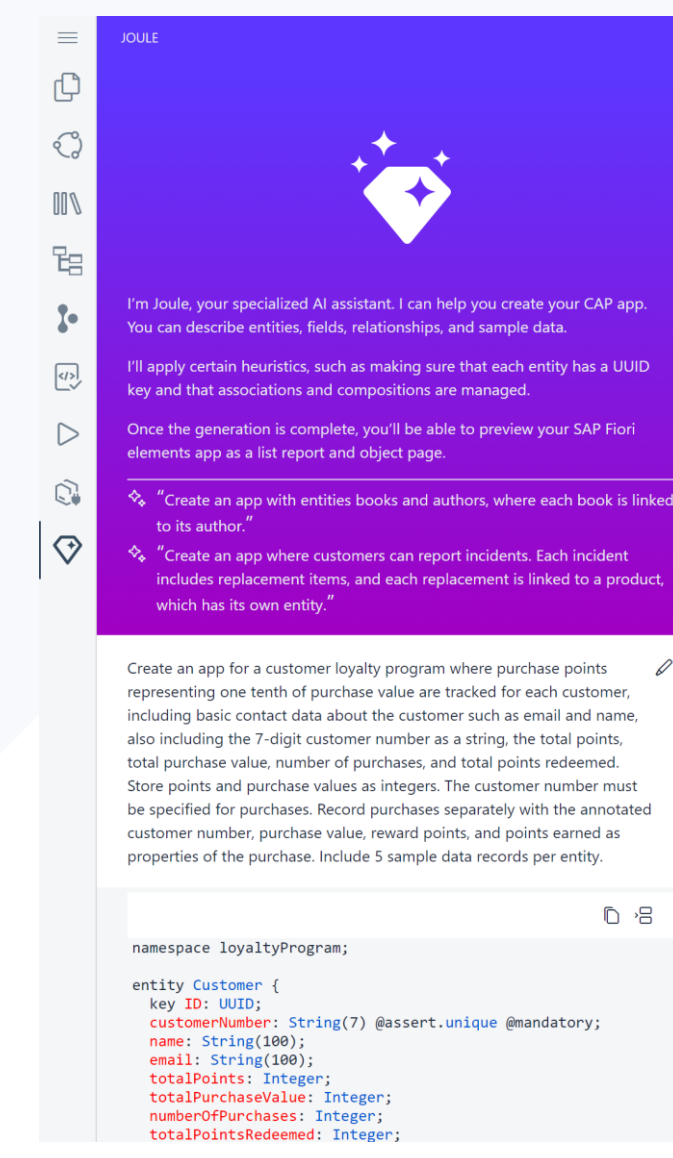 JOULE
I'm Joule, your specialized AI assistant. I can help you create your CAP app.
You can describe entities, fields, relationships, and sample data.
I'll apply certain heuristics, such as making sure that each entity has a UUID
key and that associations and compositions are managed.
Once the generation is complete, you'll be able to preview your SAP Fiori
elements app as a list report and object page.
"Create an app with entities books and authors, where each book is linked
to its author."
"Create an app where customers can report incidents. Each incident
includes replacement items, and each replacement is linked to a product,
which has its own entity."
Create an app for a customer loyalty program where purchase points
representing one tenth of purchase value are tracked for each customer,
including basic contact data about the customer such as email and name,
also including the 7-digit customer number as a string, the total points,
total purchase value, number of purchases, and total points redeemed.
Store points and purchase values as integers. The customer number must
be specified for purchases. Record purchases separately with the annotated
customer number, purchase value, reward points, and points earned as
properties of the purchase. Include 5 sample data records per entity.
namespace loyaltyProgram;
entity Customer {
key ID: UUID;
customerNumber: String(7) @assert.unique @mandatory;
name: String(100);
email: String(100);
totalPoints: Integer;
totalPurchaseValue: Integer;
numberOfPurchases: Integer;
totalPointsRedeemed: Integer;